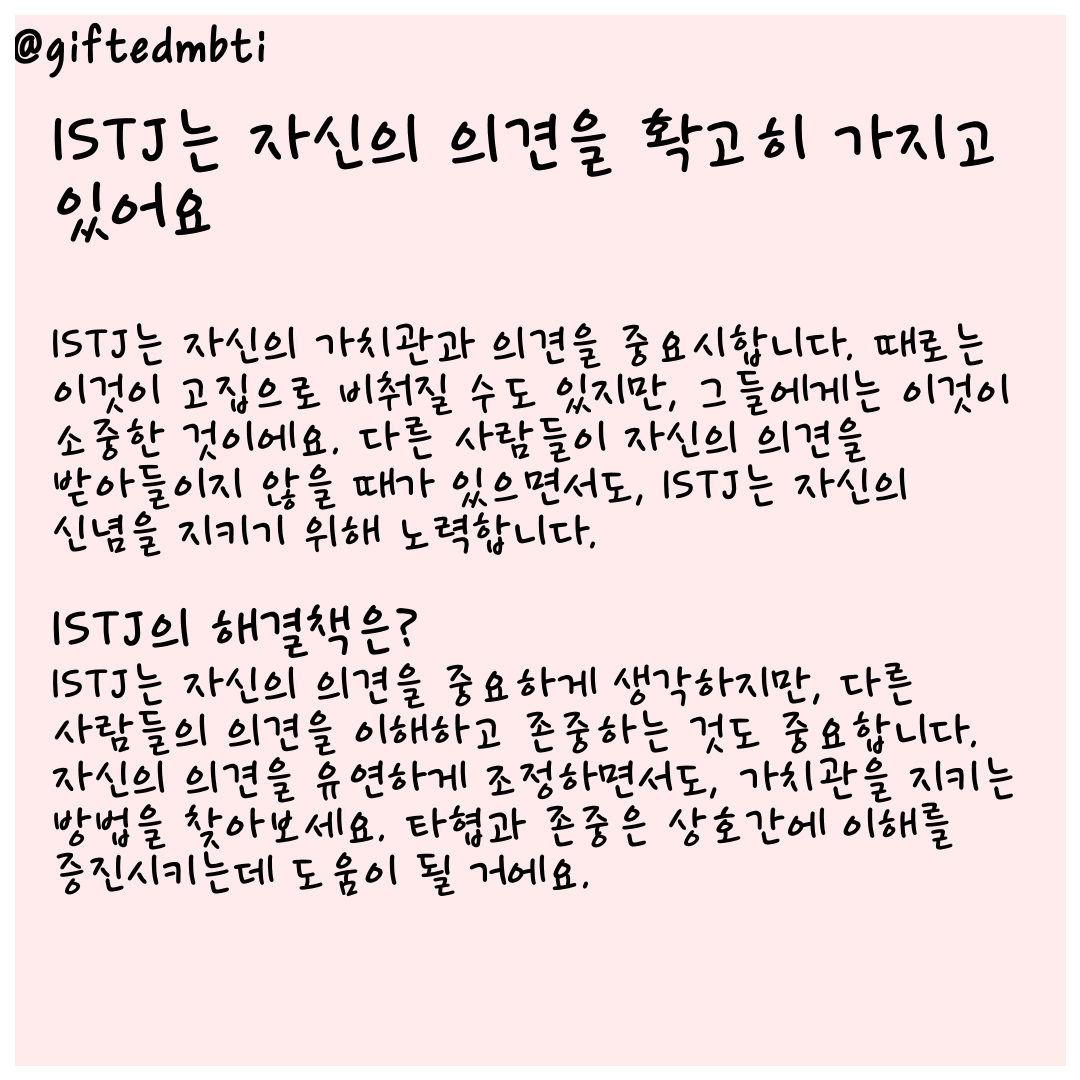 @giftedmbti
ISTJ는 자신의 의견을 확고히 가지고
있어요
ISTJ는 자신의 가치관과 의견을 중요시합니다. 때로는
이것이 고집으로 비춰질 수도 있지만, 그들에게는 이것이
소중한 것이에요. 다른 사람들이 자신의 의견을
받아들이지 않을 때가 있으면서도, ISTJ는 자신의
신념을 지키기 위해 노력합니다.
ISTJ의 해결책은?
ISTJ는 자신의 의견을 중요하게 생각하지만, 다른
사람들의 의견을 이해하고 존중하는 것도 중요합니다.
자신의 의견을 유연하게 조정하면서도, 가치관을 지키는
방법을 찾아보세요. 타협과 존중은 상호간에 이해를
증진시키는데 도움이 될 거에요.